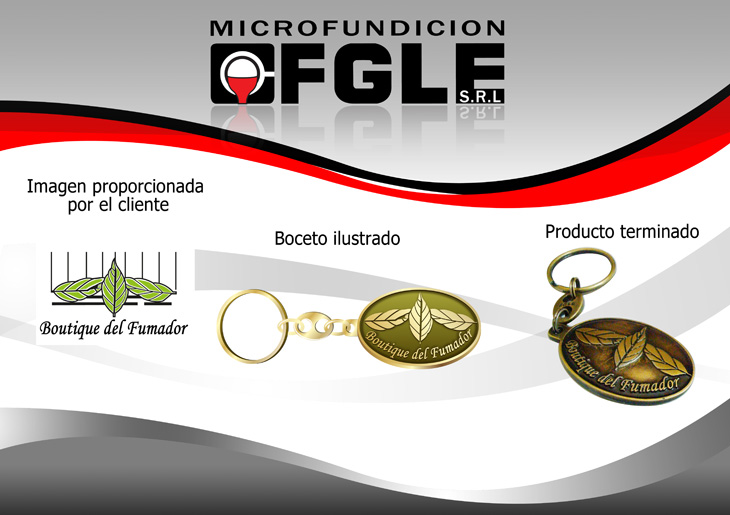 MICROFUNDICION
FGLE
S.R.L
Imagen proporcionada
por el cliente
Boceto ilustrado
Producto terminado
Boutique del Fumador
Boutique del Fumador
Boutique del Fumador